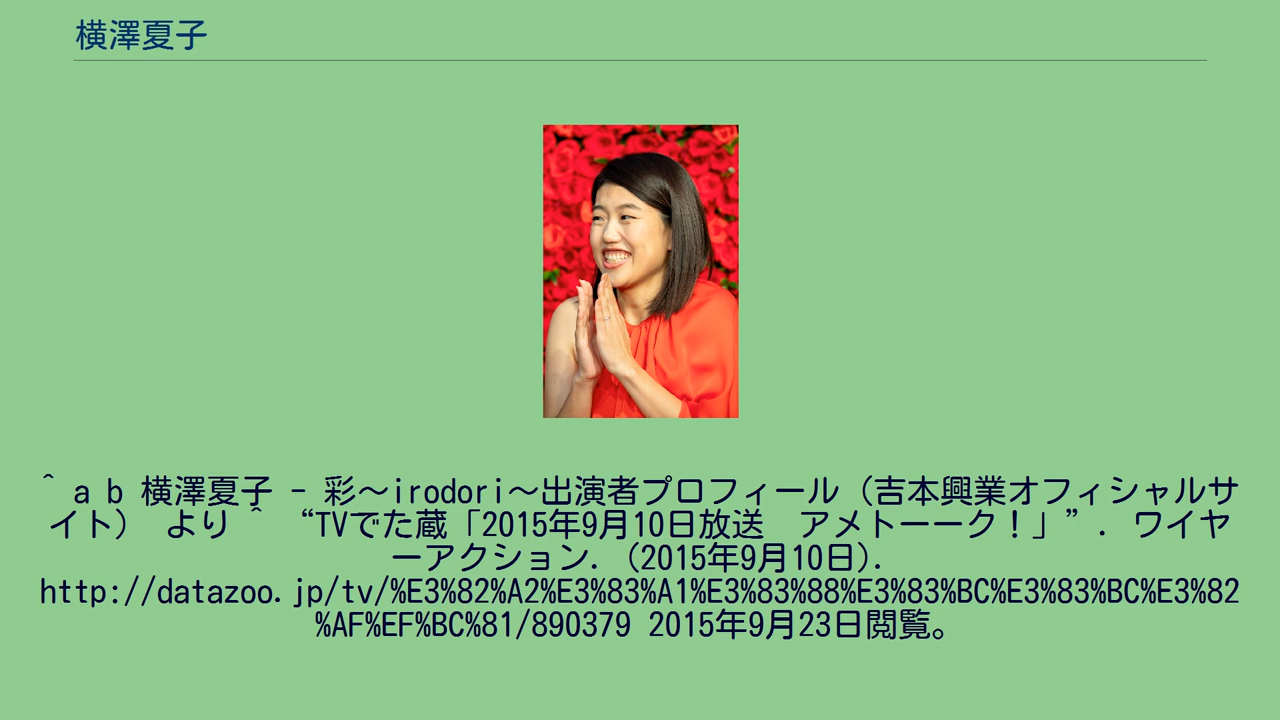 横澤夏子
^ a b 横澤夏子 - 彩～irodori～出演者プロフィール（吉本興業オフィシャルサ
イト） より ^ “TVでた蔵「2015年9月10日放送　アメトーーク！」”. ワイヤ
ーアクション. (2015年9月10日).
http://datazoo.jp/tv/%E3%82%A2%E3%83%A1%E3%83%88%E3%83%BC%E3%83%BC%E3%82
%AF%EF%BC%81/890379 2015年9月23日閲覧。